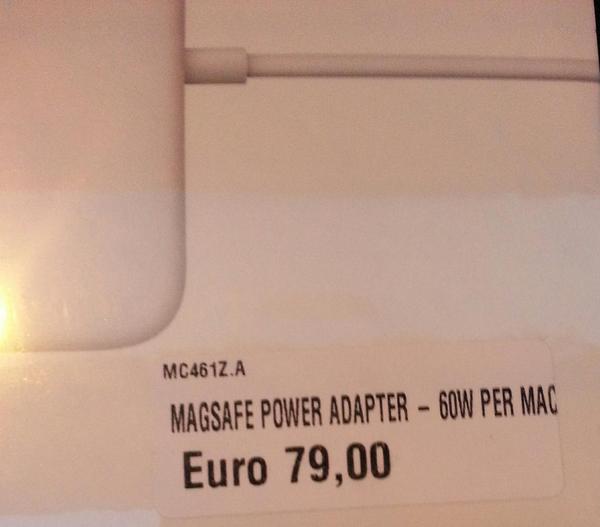 MC461Z.A
MAGSAFE POWER ADAPTER – 60W PER MAC
Euro 79,00